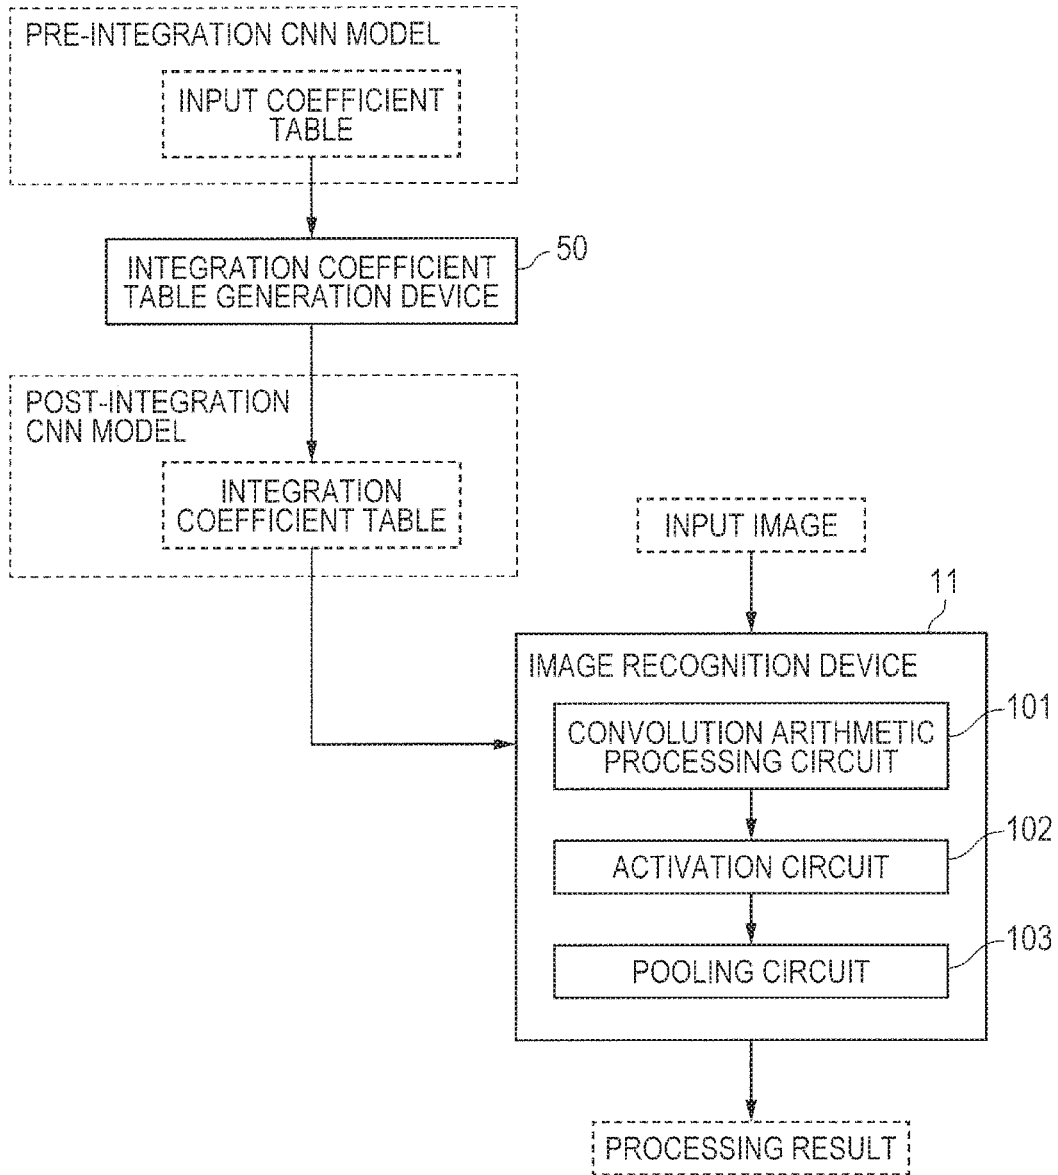 PRE-INTEGRATION CNN MODEL
INPUT COEFFICIENT
TABLE
50
INTEGRATION COEFFICIENT
TABLE GENERATION DEVICE
POST-INTEGRATION
CNN MODEL
INTEGRATION
COEFFICIENT TABLE
INPUT IMAGE
11
IMAGE RECOGNITION DEVICE
101
CONVOLUTION ARITHMETIC
PROCESSING CIRCUIT
102
ACTIVATION CIRCUIT
103
POOLING CIRCUIT
PROCESSING RESULT